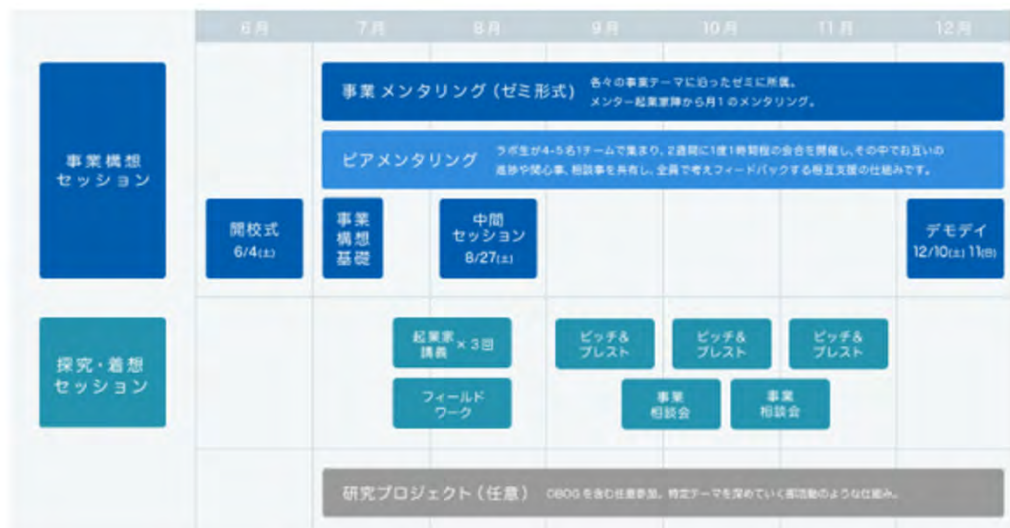 6月 7月 8月 9月 10月 11月 12月
事業構想
セッション
事業 メンタリング（ゼミ形式）
各々の事業テーマに沿ったゼミに所属。
メンター起業家陣から月1のメンタリング。
ピアメンタリング
ラボ生が4-5名1チームで集まり、2週間に1度1時間程の会合を開催し、その中でお互いの
進捗や関心事、相談事を共有し、全員で考えフィードバックする相互支援の仕組みです。
開校式
6/4(土)
事業
構想
基礎
中間
セッション
8/27(土)
デモデイ
12/10(土) 11(日)
探究・着想
セッション
起業家
講義 ×3回
ピッチ&
ブレスト
ピッチ&
ブレスト
ピッチ&
ブレスト
フィールド
ワーク
事業
相談会
事業
相談会
研究プロジェクト（任意）
OBOGを含む任意参加。特定テーマを深めていく部活動のような仕組み。